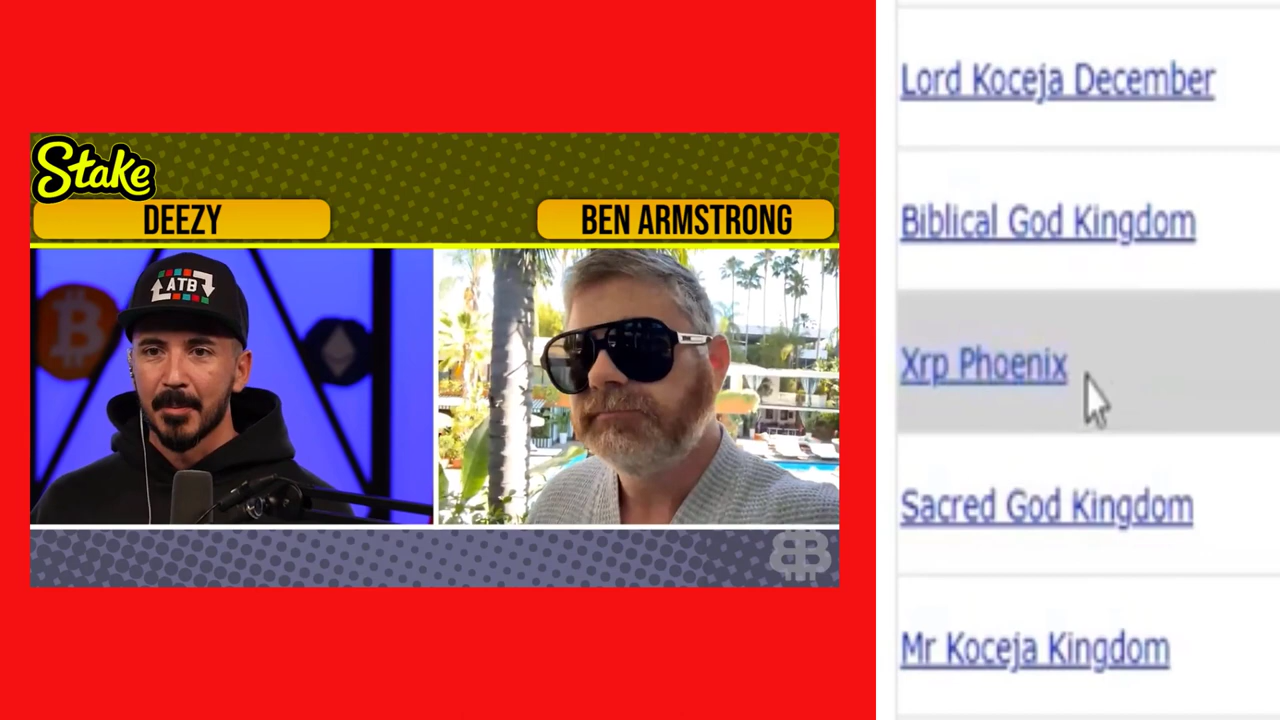 Stake
DEEZY
BEN ARMSTRONG
ATB
Lord Koceja December
Biblical God Kingdom
Xrp Phoenix
Sacred God Kingdom
Mr Koceja Kingdom